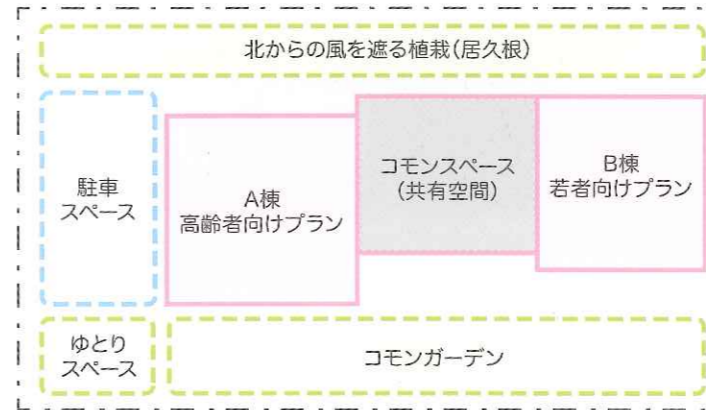 北からの風を遮る植栽(居久根)
駐車
スペース
A棟
高齢者向けプラン
コモンスペース
(共有空間)
B棟
若者向けプラン
ゆとり
スペース
コモンガーデン